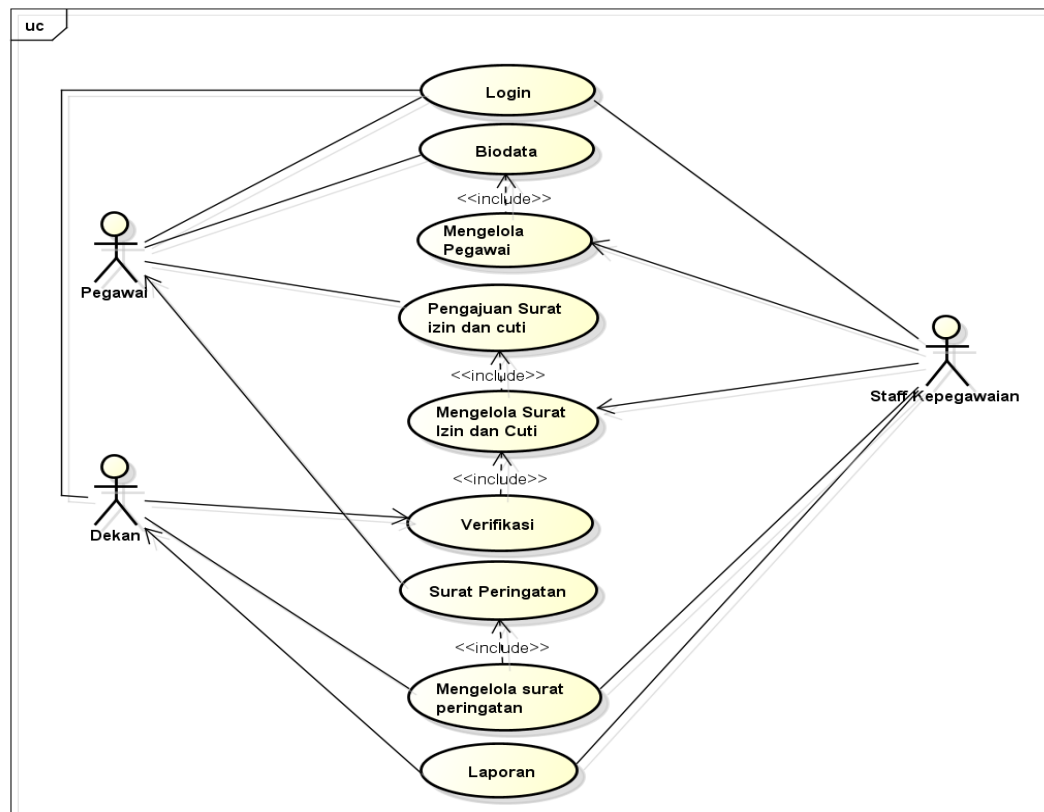 uc
Login
Biodata
<<include>>
Mengelola
Pegawai
Pegawai
Pengajuan Surat
izin dan cuti
<<include>>
Staff Kepegawaian
Mengelola Surat
Izin dan Cuti
<<include>>
Verifikasi
Dekan
Surat Peringatan
<<include>>
Mengelola surat
peringatan
Laporan